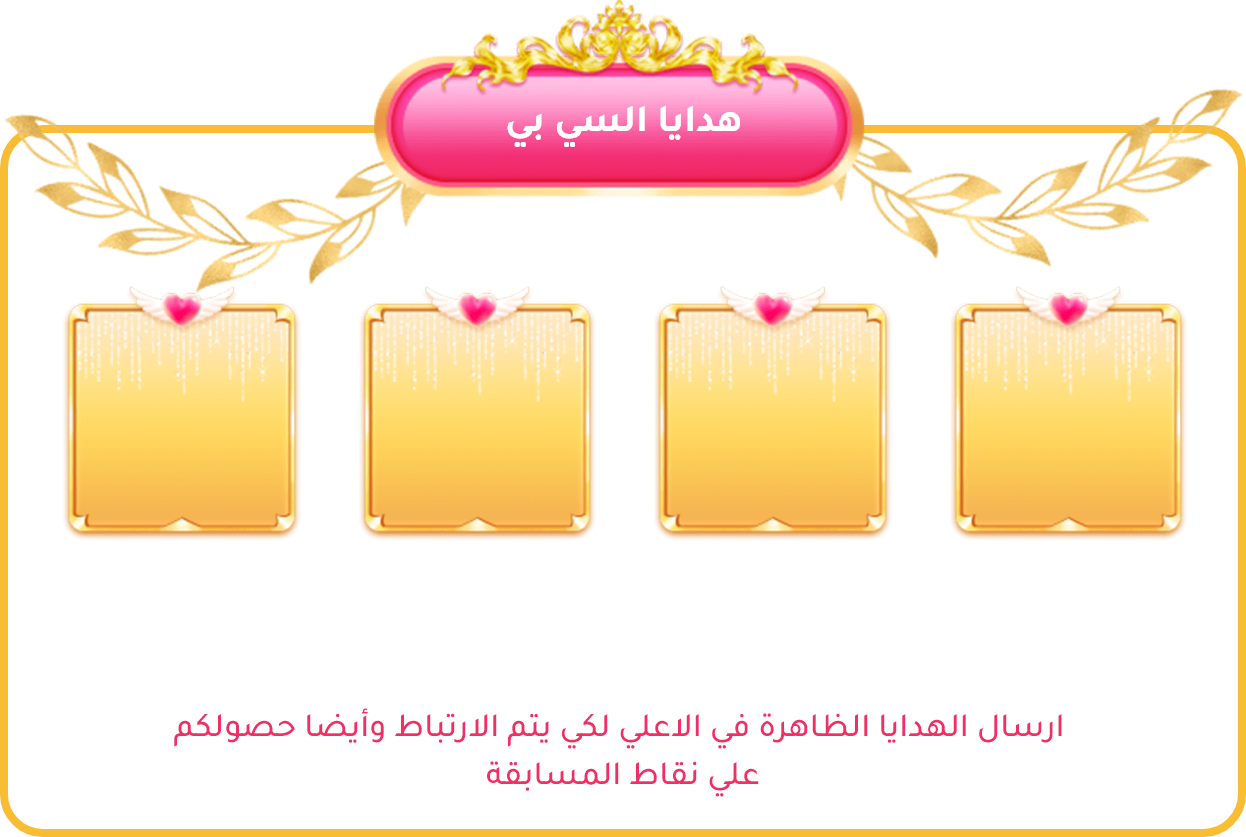 هدايا السي بي
ارسال الهدايا الظاهرة في الاعلي لكي يتم الارتباط وأيضا حصولكم
علي نقاط المسابقة